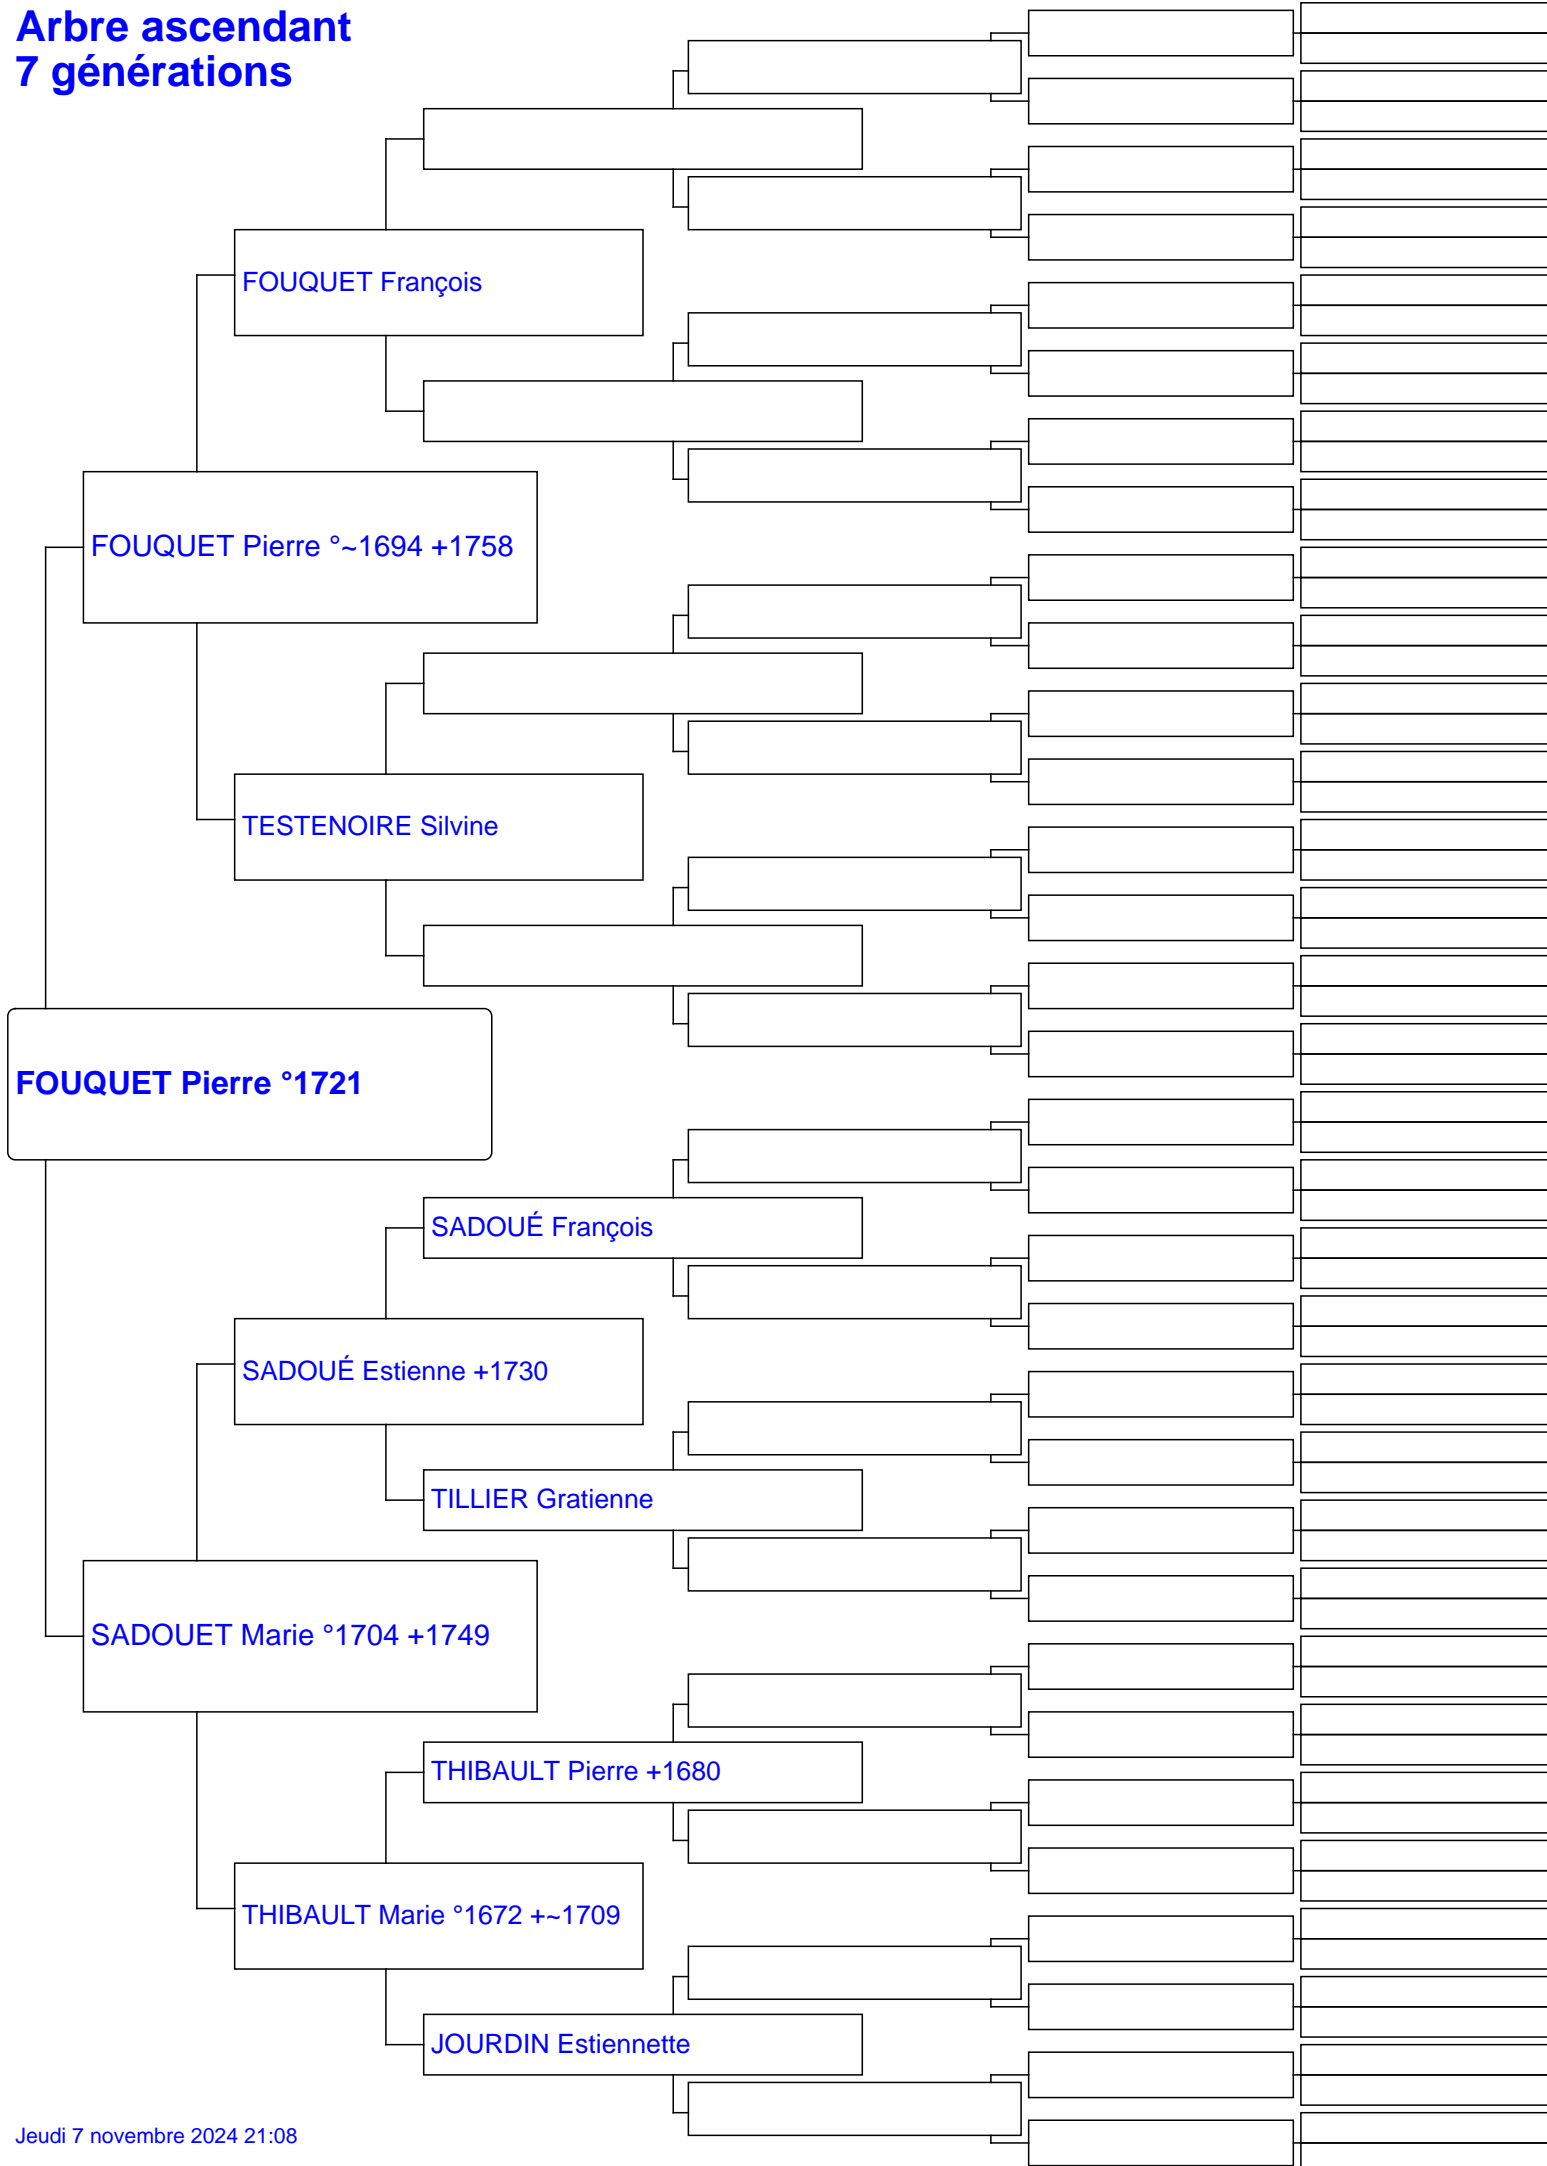 Arbre ascendant
7 générations
FOUQUET François
FOUQUET Pierre °~1694 +1758
TESTENOIRE Silvine
FOUQUET Pierre °1721
SADOUÉ François
SADOUÉ Estienne +1730
TILLIER Gratienne
SADOUET Marie °1704 +1749
THIBAULT Pierre +1680
THIBAULT Marie °1672 +~1709
JOURDIN Estiennette
Jeudi 7 novembre 2024 21:08